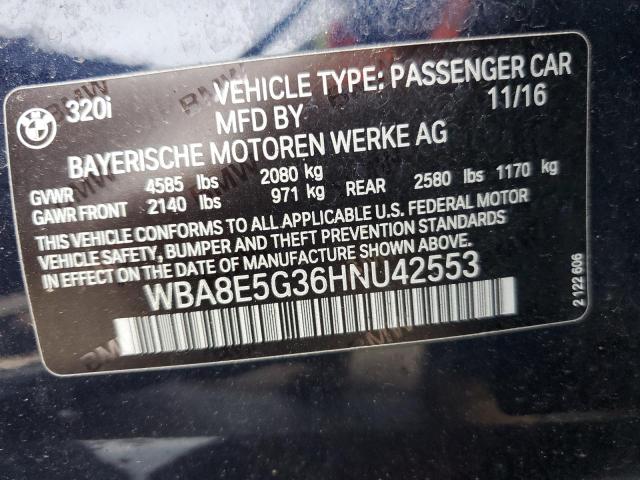 BMW 320i VEHICLE TYPE: PASSENGER CAR
MFD BY 11/16
BAYERISCHE MOTOREN WERKE AG
GVWR 4585 lbs 2080 kg
GAWR FRONT 2140 lbs 971 kg REAR 2580 lbs 1170 kg
THIS VEHICLE CONFORMS TO ALL APPLICABLE U.S. FEDERAL MOTOR
VEHICLE SAFETY, BUMPER AND THEFT PREVENTION STANDARDS
IN EFFECT ON THE DATE OF MANUFACTURE SHOWN ABOVE.
WBA8E5G36HNU42553
2 122 606